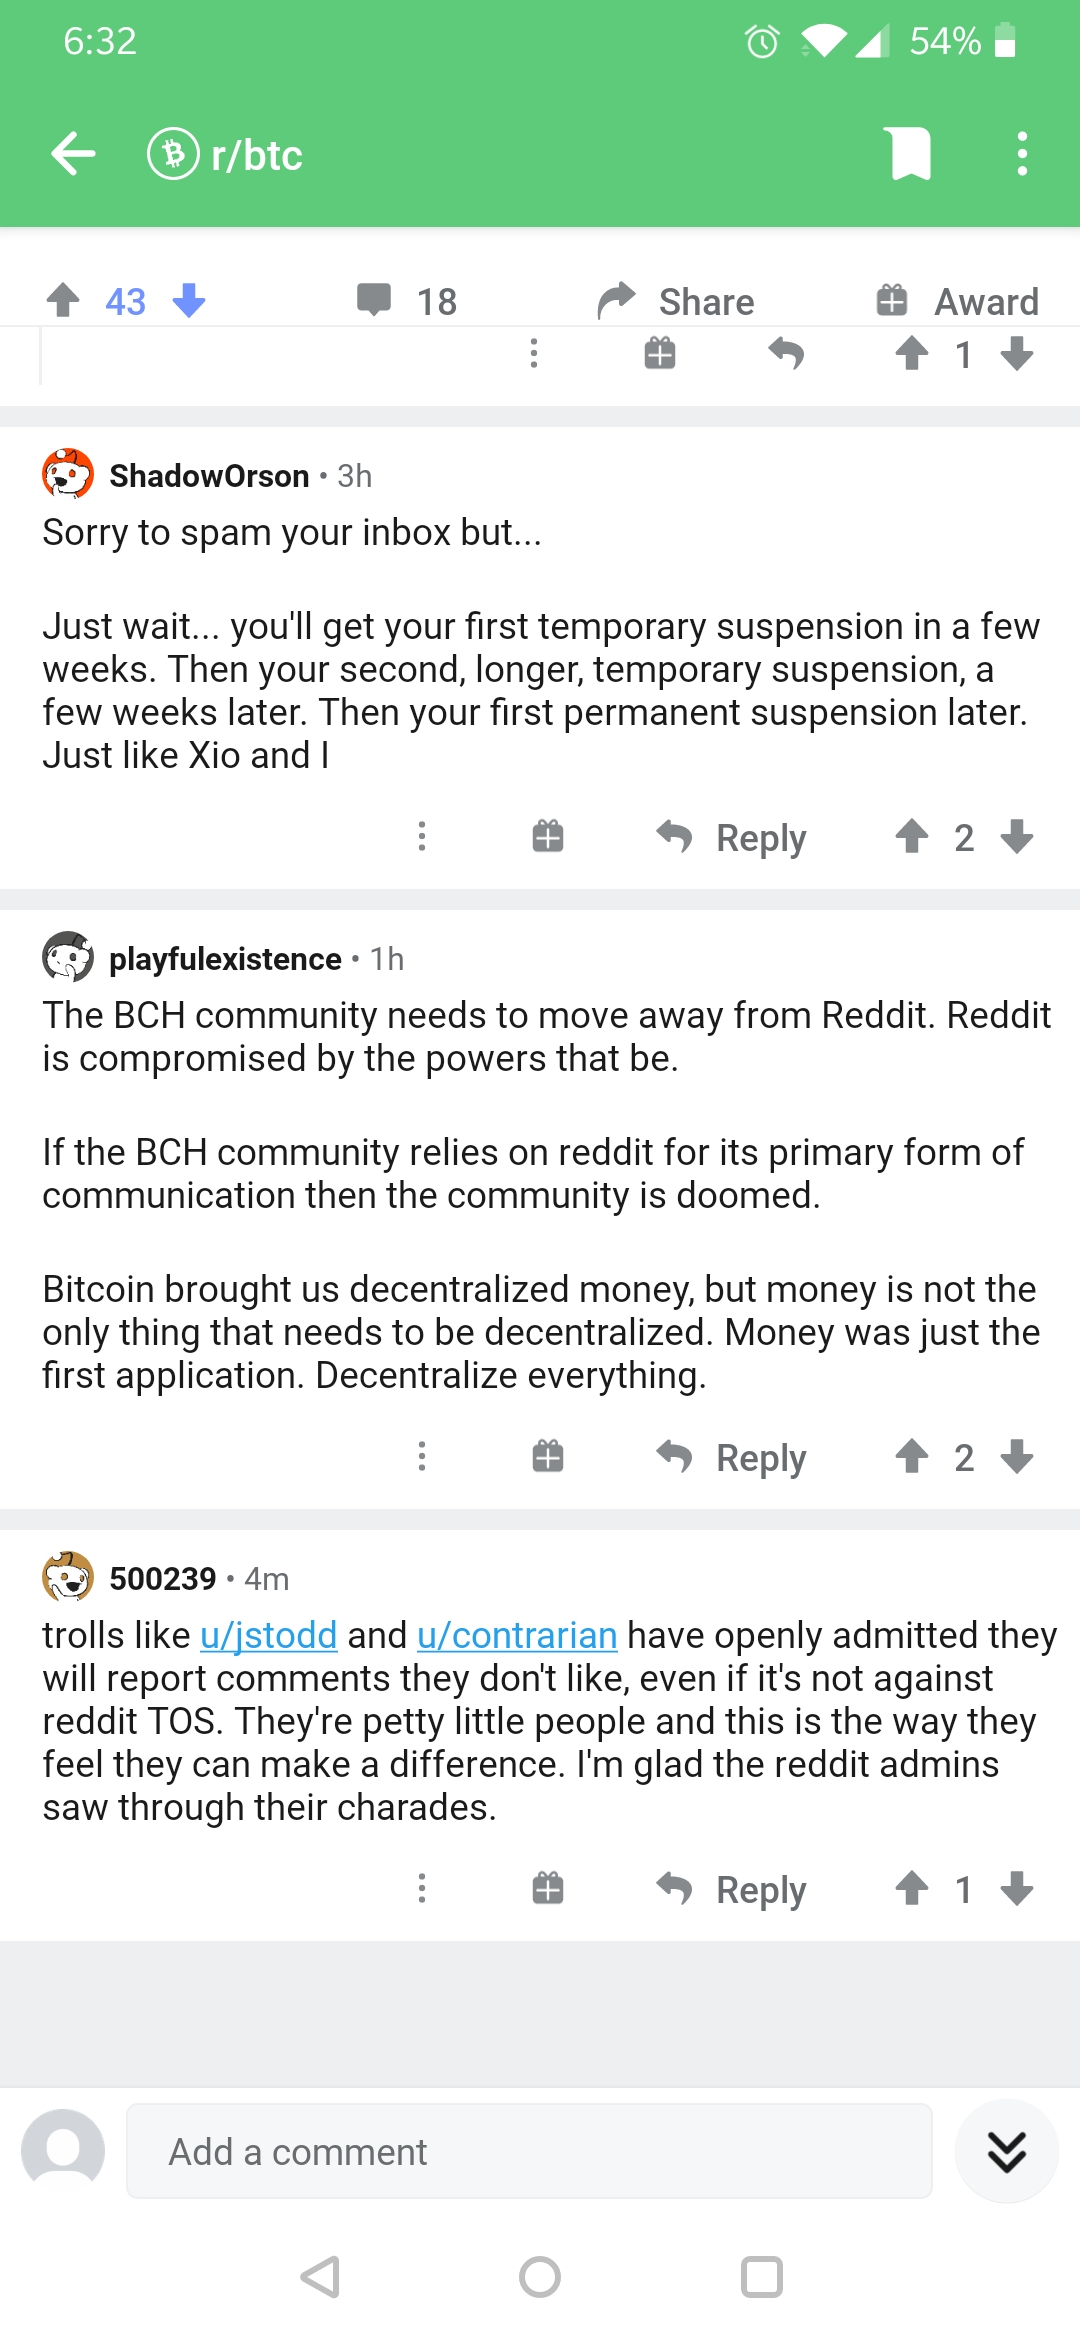 6:32
54%
r/btc
43
18
Share
Award
1
ShadowOrson • 3h
Sorry to spam your inbox but...
Just wait... you'll get your first temporary suspension in a few
weeks. Then your second, longer, temporary suspension, a
few weeks later. Then your first permanent suspension later.
Just like Xio and I
Reply
2
playfulexistence • 1h
The BCH community needs to move away from Reddit. Reddit
is compromised by the powers that be.
If the BCH community relies on reddit for its primary form of
communication then the community is doomed.
Bitcoin brought us decentralized money, but money is not the
only thing that needs to be decentralized. Money was just the
first application. Decentralize everything.
Reply
2
500239 • 4m
trolls like u/jstodd and u/contrarian have openly admitted they
will report comments they don't like, even if it's not against
reddit TOS. They're petty little people and this is the way they
feel they can make a difference. I'm glad the reddit admins
saw through their charades.
Reply
1
Add a comment